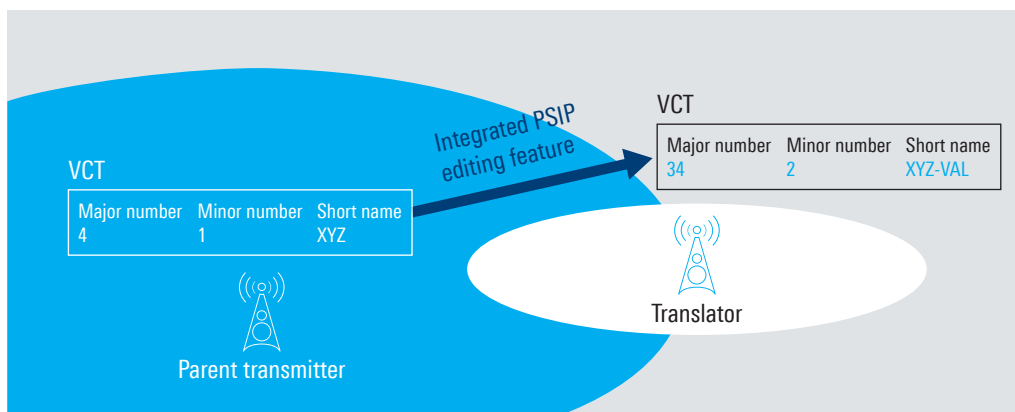 Integrated PSIP
editing feature
VCT
Major number Minor number Short name
34 2 XYZ-VAL
VCT
Major number Minor number Short name
4 1 XYZ
Translator
Parent transmitter